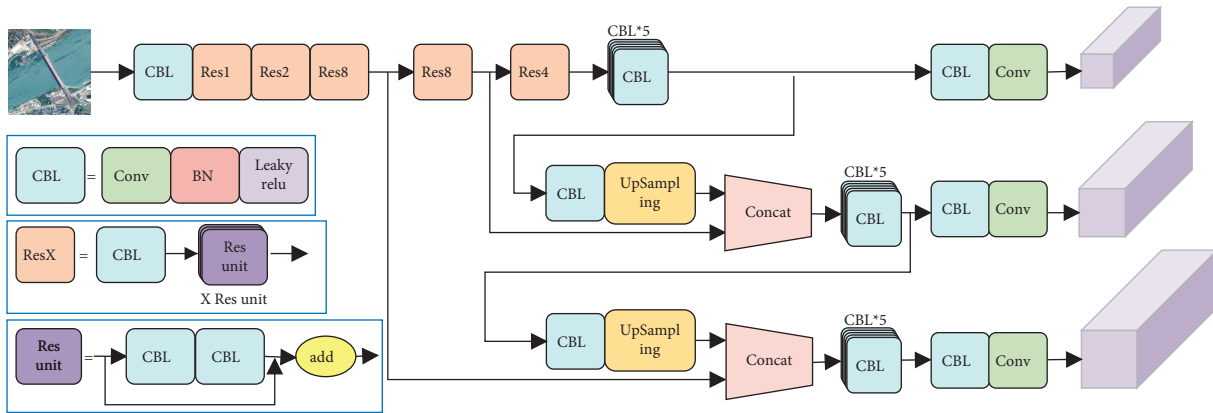 CBL*5
CBL Res1 Res2 Res8 Res8 Res4 CBL CBL Conv
CBL = Conv BN Leaky
relu
CBL*5
CBL UpSampl
ing
Concat
CBL
CBL Conv
ResX = CBL Res
unit
X Res unit
CBL*5
Res
unit
= CBL CBL add
CBL UpSampl
ing
Concat
CBL
CBL Conv